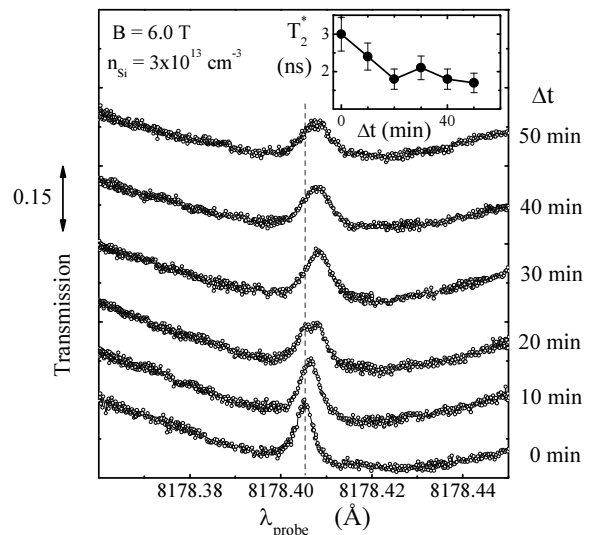 B = 6.0 T
n_Si = 3x10^13 cm^-3
T_2^*
(ns)
3
2
0 40
Δt (min)
Δt
50 min
40 min
30 min
20 min
10 min
0 min
0.15
Transmission
8178.38 8178.40 8178.42 8178.44
λ_probe (Å)